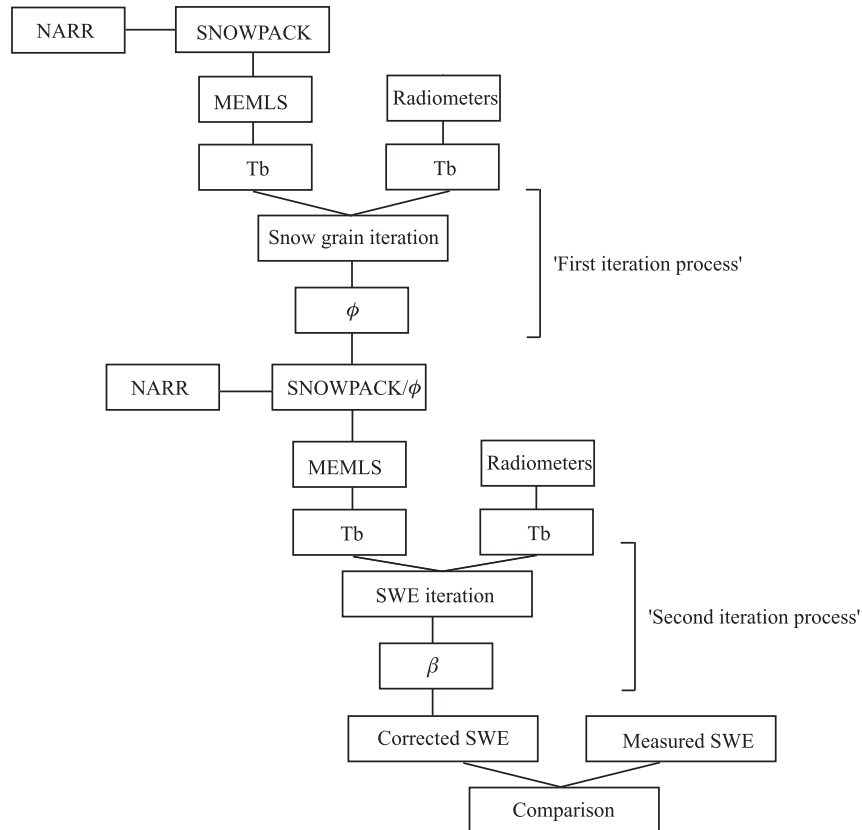 NARR
SNOWPACK
MEMLS
Radiometers
Tb
Tb
Snow grain iteration
'First iteration process'
ϕ
NARR
SNOWPACK/ϕ
MEMLS
Radiometers
Tb
Tb
SWE iteration
'Second iteration process'
β
Corrected SWE
Measured SWE
Comparison